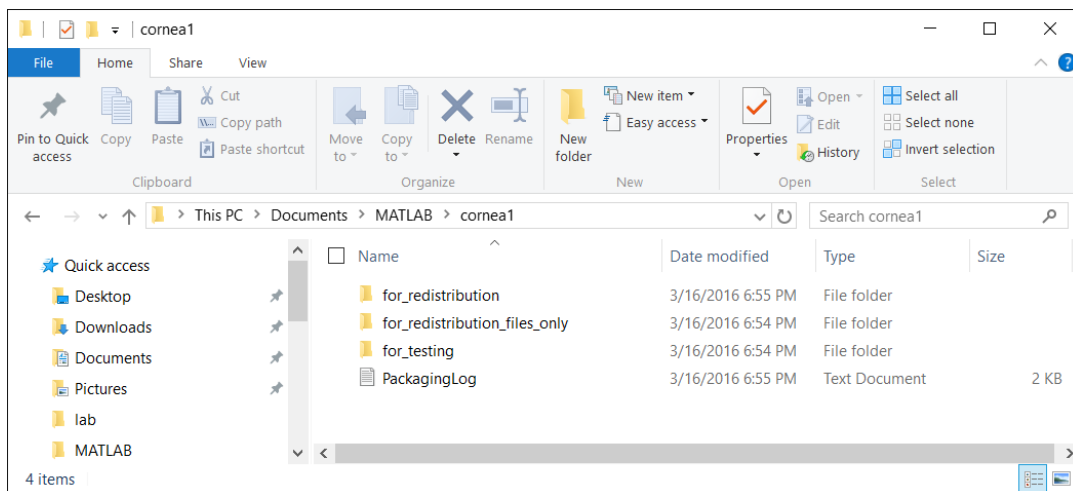 cornea1
File Home Share View
Pin to Quick access
Copy
Paste
Cut
Copy path
Paste shortcut
Clipboard
Move to
Copy to
Delete
Rename
Organize
New folder
New item
Easy access
New
Properties
Open
Edit
History
Open
Select all
Select none
Invert selection
Select
This PC > Documents > MATLAB > cornea1
Search cornea1
Quick access
Desktop
Downloads
Documents
Pictures
lab
MATLAB
Name Date modified Type Size
for_redistribution 3/16/2016 6:55 PM File folder
for_redistribution_files_only 3/16/2016 6:54 PM File folder
for_testing 3/16/2016 6:54 PM File folder
PackagingLog 3/16/2016 6:55 PM Text Document 2 KB
4 items